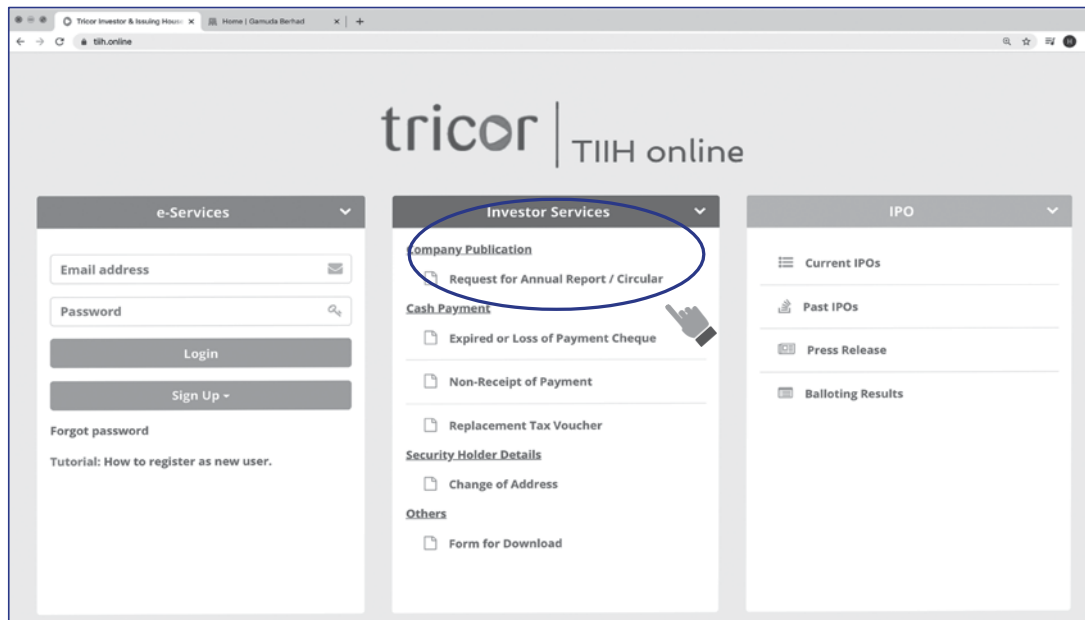 Tricor Investor & Issuing House
Home | Gamuda Berhad
tiih.online
H
tricor
TIIH online
e-Services
Email address
Password
Login
Sign Up
Forgot password
Tutorial: How to register as new user.
Investor Services
Company Publication
Request for Annual Report / Circular
Cash Payment
Expired or Loss of Payment Cheque
Non-Receipt of Payment
Replacement Tax Voucher
Security Holder Details
Change of Address
Others
Form for Download
IPO
Current IPOs
Past IPOs
Press Release
Balloting Results